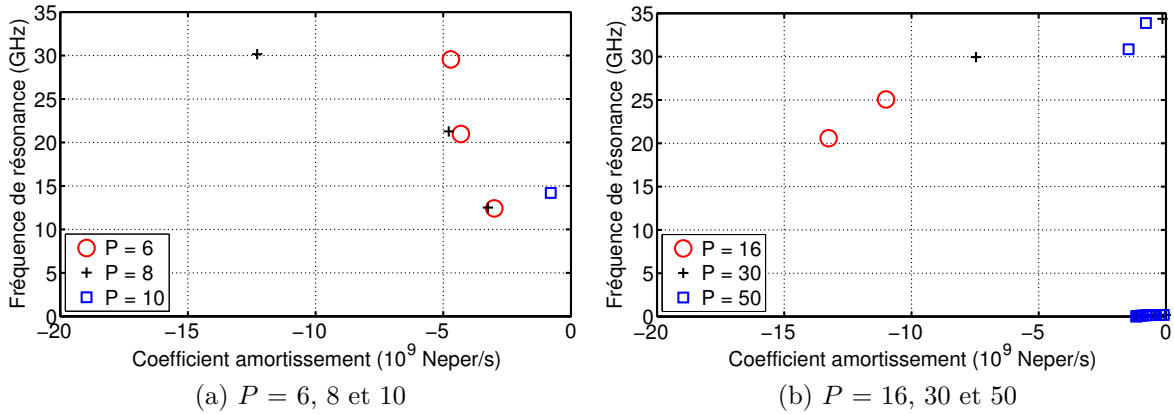 Fréquence de résonance (GHz)
35
30
25
20
15
10
5
0
P = 6
P = 8
P = 10
−20
−15
−10
−5
0
Coefficient amortissement (10⁹ Neper/s)
(a) P = 6, 8 et 10
Fréquence de résonance (GHz)
35
30
25
20
15
10
5
0
P = 16
P = 30
P = 50
−20
−15
−10
−5
0
Coefficient amortissement (10⁹ Neper/s)
(b) P = 16, 30 et 50